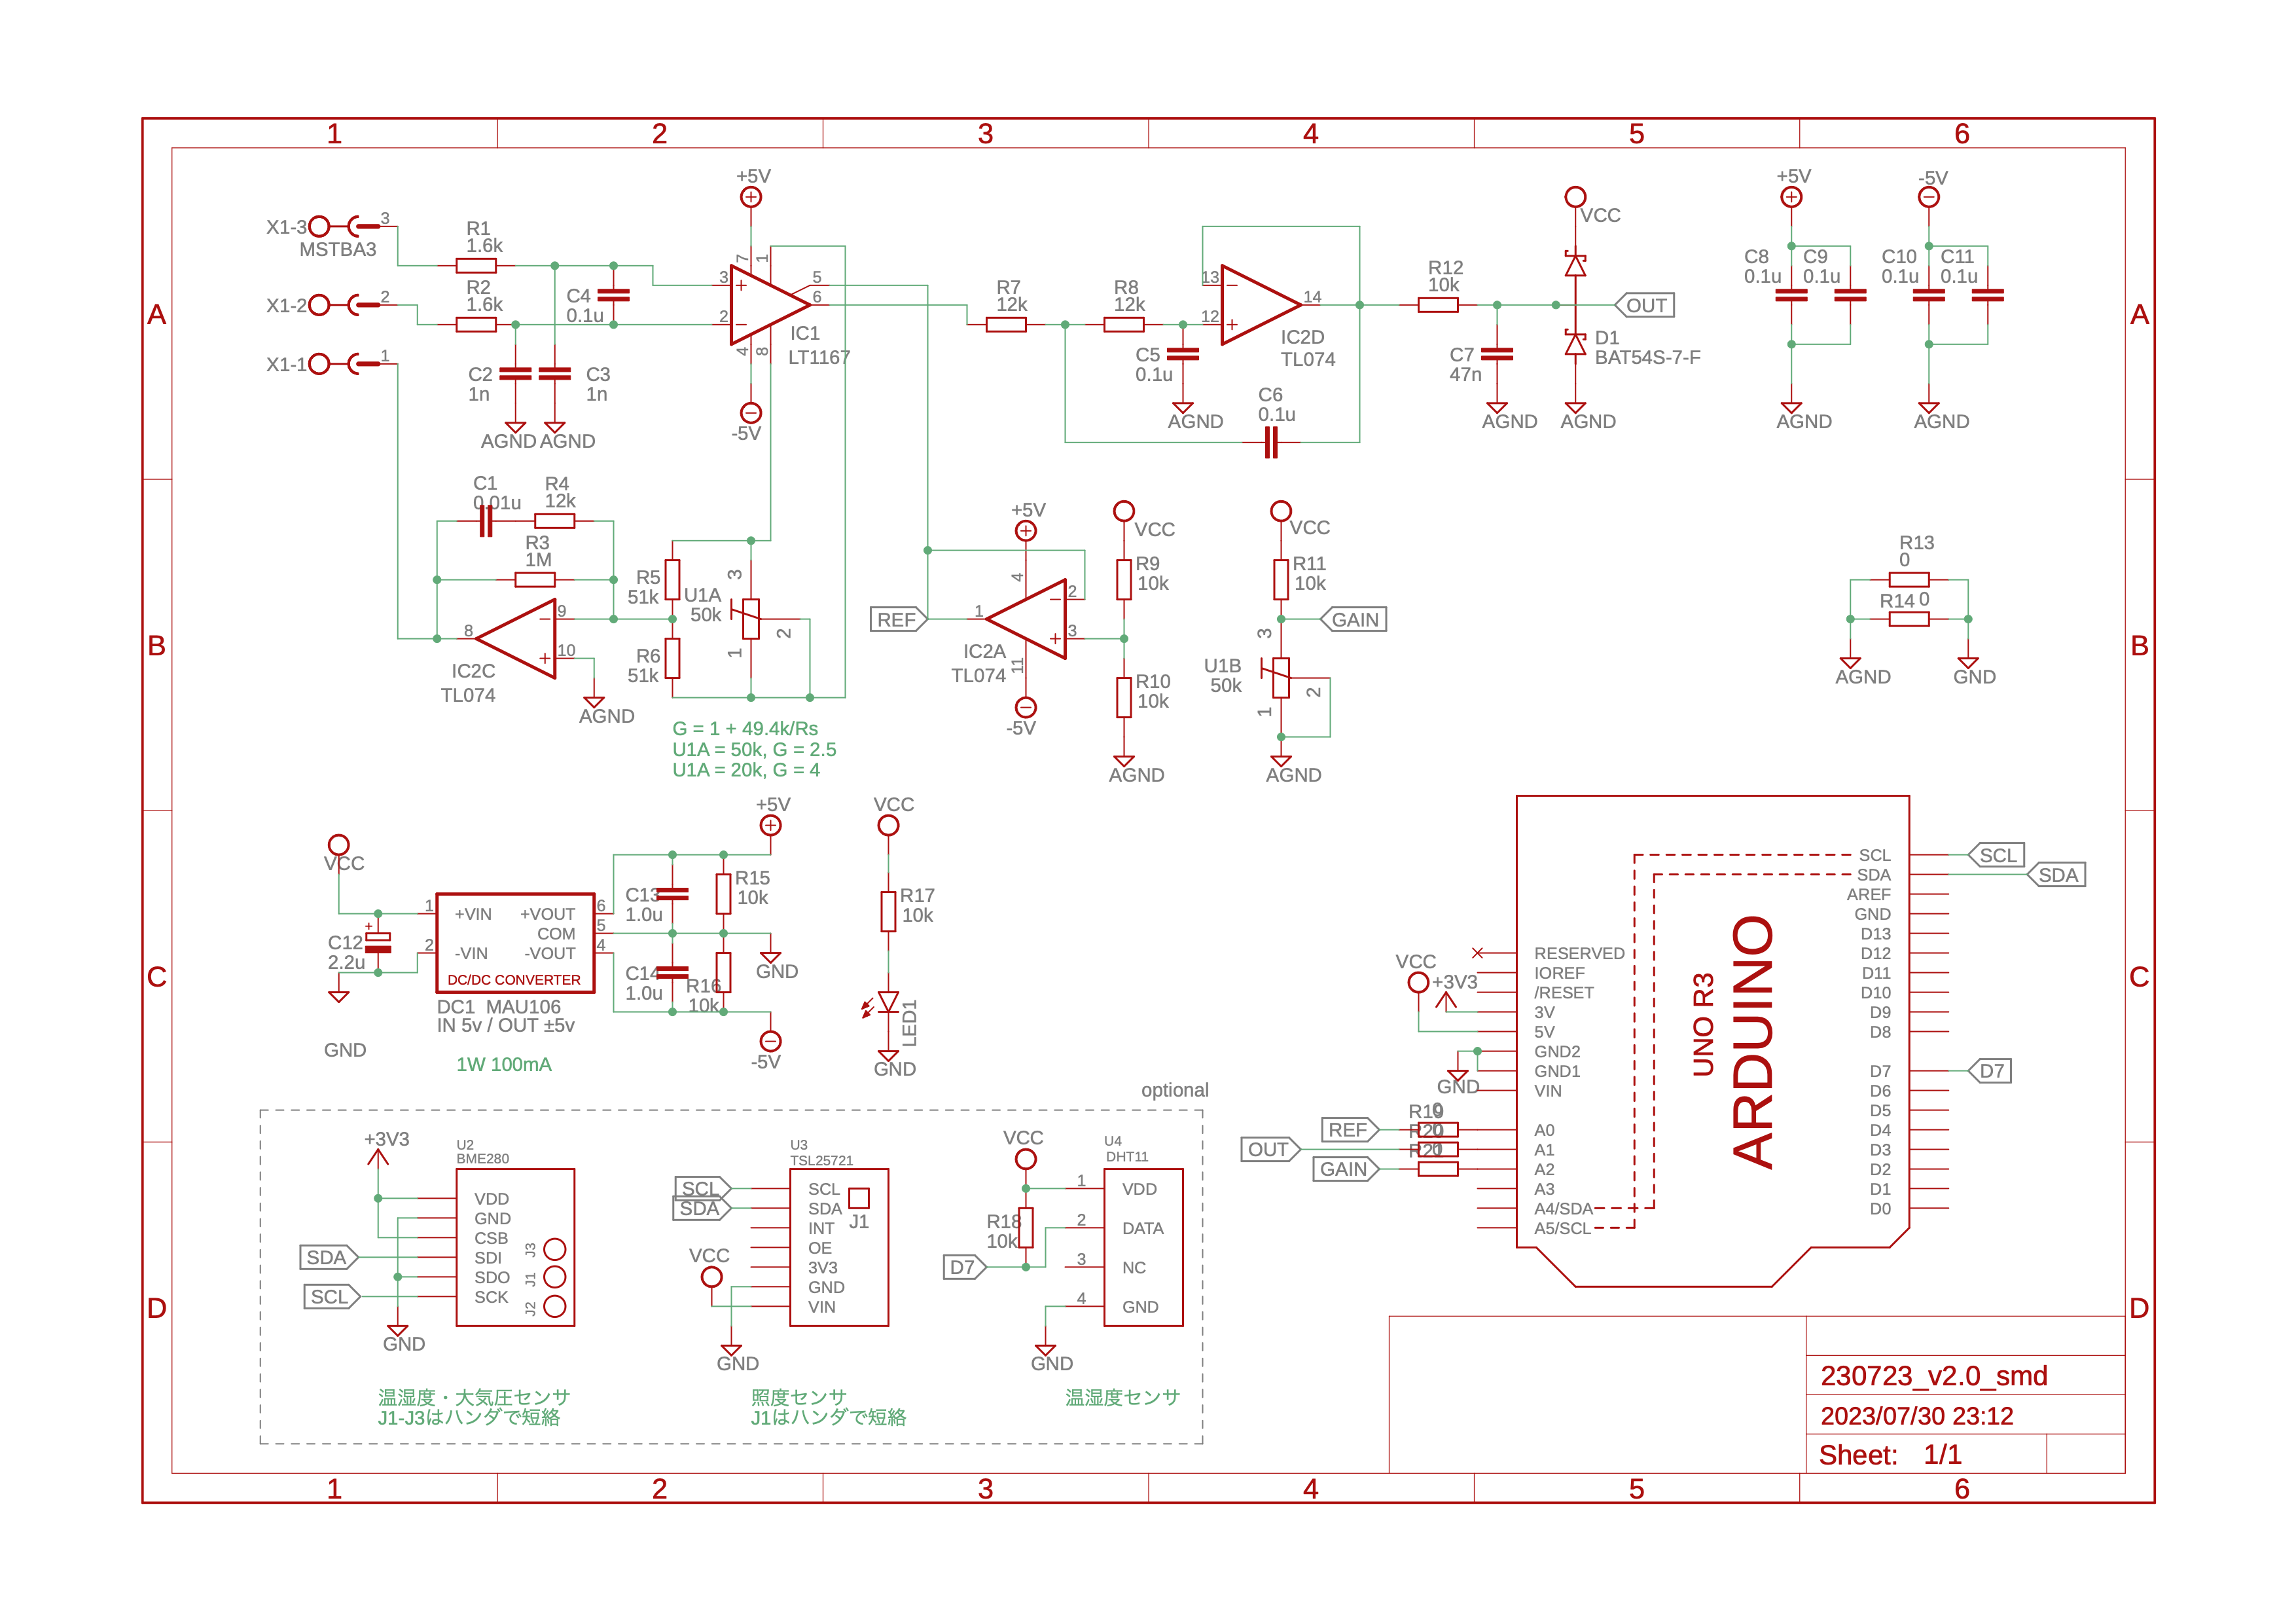 1 2 3 4 5 6
A
B
C
D
A
B
C
D
X1-3
MSTBA3
3
X1-2
2
X1-1
1
R1
1.6k
R2
1.6k
C4
0.1u
C2
1n
C3
1n
AGND
AGND
+5V
7
1
3
2
5
6
4
8
IC1
LT1167
-5V
R7
12k
R8
12k
C5
0.1u
AGND
C6
0.1u
13
12
14
IC2D
TL074
R12
10k
C7
47n
AGND
VCC
D1
BAT54S-7-F
AGND
OUT
+5V
C8
0.1u
C9
0.1u
AGND
-5V
C10
0.1u
C11
0.1u
AGND
C1
0.01u
R4
12k
R3
1M
8
9
10
IC2C
TL074
AGND
R5
51k
R6
51k
U1A
50k
3
2
1
G = 1 + 49.4k/Rs
U1A = 50k, G = 2.5
U1A = 20k, G = 4
REF
+5V
4
1
2
3
11
IC2A
TL074
-5V
VCC
R9
10k
R10
10k
AGND
VCC
R11
10k
GAIN
3
U1B
50k
2
1
AGND
R13
0
R14 0
AGND
GND
VCC
C12
2.2u
GND
1
2
+VIN
-VIN
+VOUT
COM
-VOUT
6
5
4
DC/DC CONVERTER
DC1 MAU106
IN 5v / OUT ±5v
1W 100mA
+5V
C13
1.0u
R15
10k
GND
C14
1.0u
R16
10k
-5V
VCC
R17
10k
LED1
GND
optional
+3V3
U2
BME280
VDD
GND
CSB
SDI
SDO
SCK
J3
J1
J2
SDA
SCL
GND
温湿度・大気圧センサ
J1-J3はハンダで短絡
U3
TSL25721
SCL
SDA
SCL
SDA
INT
OE
3V3
GND
VIN
J1
VCC
GND
照度センサ
J1はハンダで短絡
VCC
U4
DHT11
1
2
3
4
VDD
DATA
NC
GND
R18
10k
D7
GND
温湿度センサ
VCC
+3V3
GND
REF
OUT
GAIN
R19
0
R20
0
R21
0
RESERVED
IOREF
/RESET
3V
5V
GND2
GND1
VIN
A0
A1
A2
A3
A4/SDA
A5/SCL
UNO R3
ARDUINO
SCL
SDA
AREF
GND
D13
D12
D11
D10
D9
D8
D7
D6
D5
D4
D3
D2
D1
D0
SCL
SDA
D7
230723_v2.0_smd
2023/07/30 23:12
Sheet: 1/1
1 2 3 4 5 6